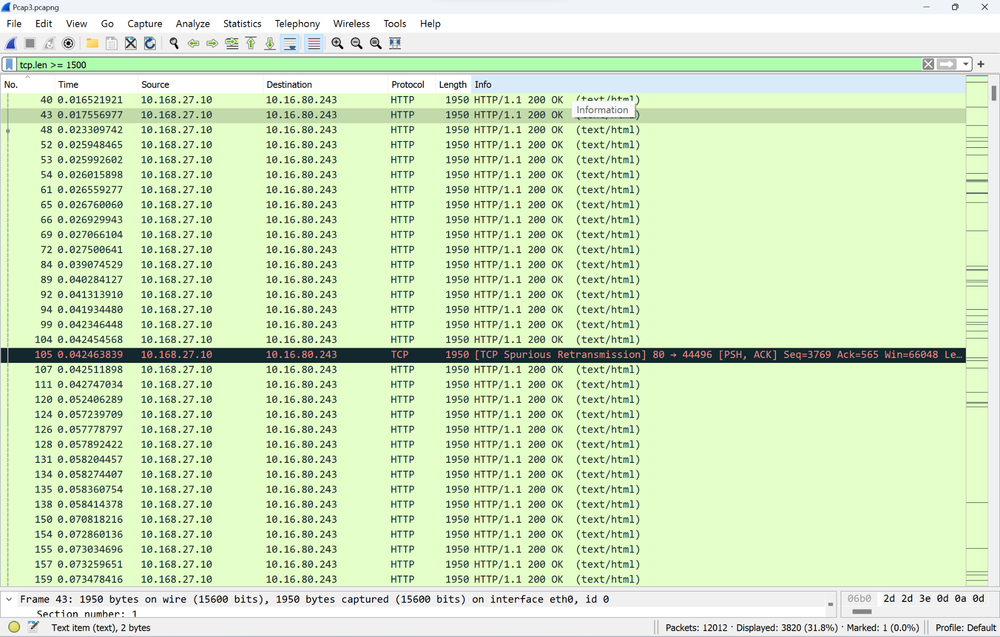 Pcap3.pcapng
File Edit View Go Capture Analyze Statistics Telephony Wireless Tools Help
tcp.len >= 1500
No. Time Source Destination Protocol Length Info
40 0.016521921 10.168.27.10 10.16.80.243 HTTP 1950 HTTP/1.1 200 OK (text/html)
Information
43 0.017556977 10.168.27.10 10.16.80.243 HTTP 1950 HTTP/1.1 200 OK
48 0.023309742 10.168.27.10 10.16.80.243 HTTP 1950 HTTP/1.1 200 OK (text/html)
52 0.025948465 10.168.27.10 10.16.80.243 HTTP 1950 HTTP/1.1 200 OK (text/html)
53 0.025992602 10.168.27.10 10.16.80.243 HTTP 1950 HTTP/1.1 200 OK (text/html)
54 0.026015898 10.168.27.10 10.16.80.243 HTTP 1950 HTTP/1.1 200 OK (text/html)
61 0.026559277 10.168.27.10 10.16.80.243 HTTP 1950 HTTP/1.1 200 OK (text/html)
65 0.026760060 10.168.27.10 10.16.80.243 HTTP 1950 HTTP/1.1 200 OK (text/html)
66 0.026929943 10.168.27.10 10.16.80.243 HTTP 1950 HTTP/1.1 200 OK (text/html)
69 0.027066104 10.168.27.10 10.16.80.243 HTTP 1950 HTTP/1.1 200 OK (text/html)
72 0.027500641 10.168.27.10 10.16.80.243 HTTP 1950 HTTP/1.1 200 OK (text/html)
84 0.039074529 10.168.27.10 10.16.80.243 HTTP 1950 HTTP/1.1 200 OK (text/html)
89 0.040284127 10.168.27.10 10.16.80.243 HTTP 1950 HTTP/1.1 200 OK (text/html)
92 0.041313910 10.168.27.10 10.16.80.243 HTTP 1950 HTTP/1.1 200 OK (text/html)
94 0.041934480 10.168.27.10 10.16.80.243 HTTP 1950 HTTP/1.1 200 OK (text/html)
99 0.042346448 10.168.27.10 10.16.80.243 HTTP 1950 HTTP/1.1 200 OK (text/html)
104 0.042454568 10.168.27.10 10.16.80.243 HTTP 1950 HTTP/1.1 200 OK (text/html)
105 0.042463839 10.168.27.10 10.16.80.243 TCP 1950 [TCP Spurious Retransmission] 80 → 44496 [PSH, ACK] Seq=3769 Ack=565 Win=66048 Le…
107 0.042511898 10.168.27.10 10.16.80.243 HTTP 1950 HTTP/1.1 200 OK (text/html)
111 0.042747034 10.168.27.10 10.16.80.243 HTTP 1950 HTTP/1.1 200 OK (text/html)
120 0.052406289 10.168.27.10 10.16.80.243 HTTP 1950 HTTP/1.1 200 OK (text/html)
124 0.057239709 10.168.27.10 10.16.80.243 HTTP 1950 HTTP/1.1 200 OK (text/html)
126 0.057778797 10.168.27.10 10.16.80.243 HTTP 1950 HTTP/1.1 200 OK (text/html)
128 0.057892422 10.168.27.10 10.16.80.243 HTTP 1950 HTTP/1.1 200 OK (text/html)
131 0.058204457 10.168.27.10 10.16.80.243 HTTP 1950 HTTP/1.1 200 OK (text/html)
134 0.058274407 10.168.27.10 10.16.80.243 HTTP 1950 HTTP/1.1 200 OK (text/html)
135 0.058360754 10.168.27.10 10.16.80.243 HTTP 1950 HTTP/1.1 200 OK (text/html)
138 0.058414378 10.168.27.10 10.16.80.243 HTTP 1950 HTTP/1.1 200 OK (text/html)
150 0.070818216 10.168.27.10 10.16.80.243 HTTP 1950 HTTP/1.1 200 OK (text/html)
154 0.072860136 10.168.27.10 10.16.80.243 HTTP 1950 HTTP/1.1 200 OK (text/html)
155 0.073034696 10.168.27.10 10.16.80.243 HTTP 1950 HTTP/1.1 200 OK (text/html)
157 0.073259651 10.168.27.10 10.16.80.243 HTTP 1950 HTTP/1.1 200 OK (text/html)
159 0.073478416 10.168.27.10 10.16.80.243 HTTP 1950 HTTP/1.1 200 OK (text/html)
Frame 43: 1950 bytes on wire (15600 bits), 1950 bytes captured (15600 bits) on interface eth0, id 0
06b0 2d 2d 3e 0d 0a 0d
Section number: 1
Text item (text), 2 bytes
Packets: 12012 · Displayed: 3820 (31.8%) · Marked: 1 (0.0%)
Profile: Default